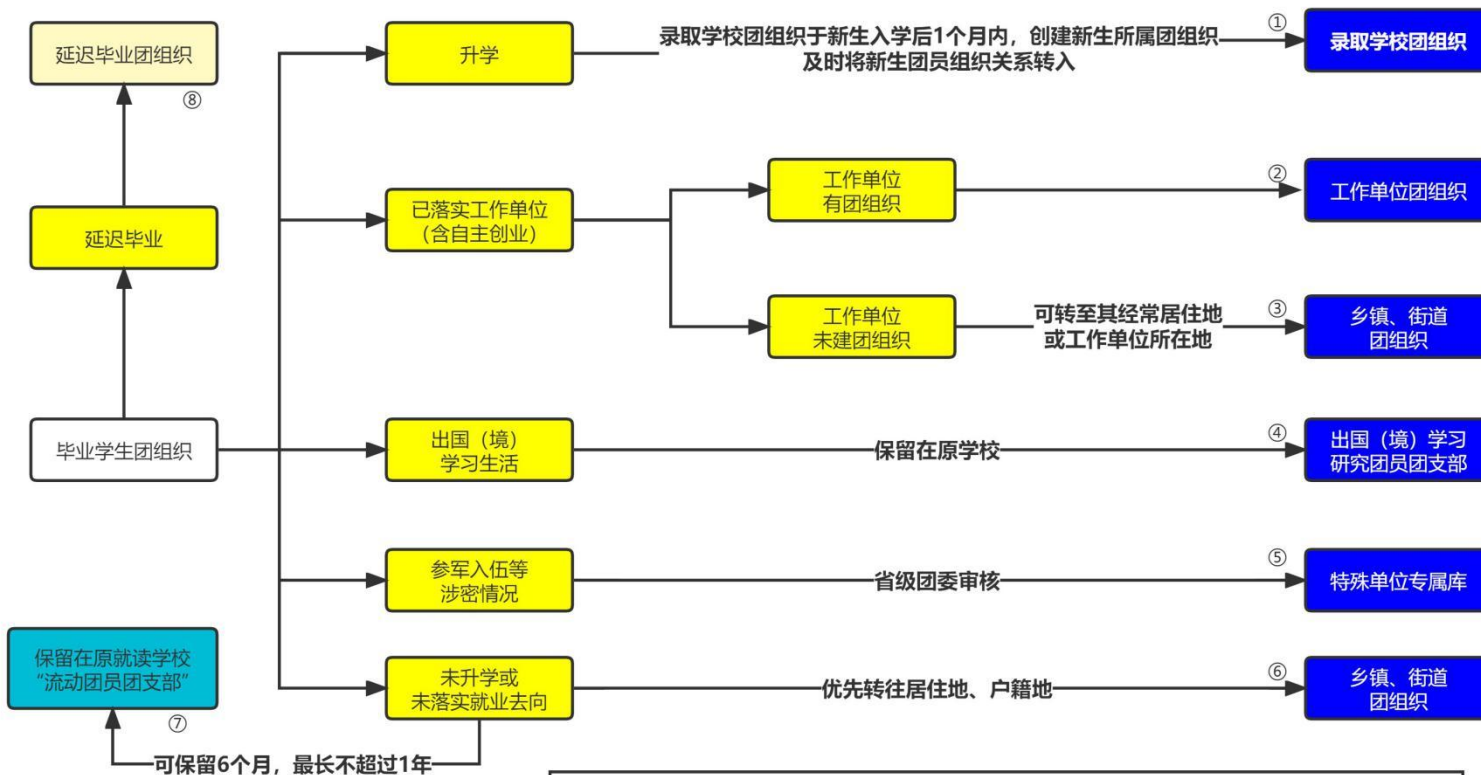 延迟毕业团组织
⑧
延迟毕业
毕业学生团组织
升学
录取学校团组织于新生入学后1个月内，创建新生所属团组织
及时将新生团员组织关系转入
①
录取学校团组织
已落实工作单位
（含自主创业）
工作单位
有团组织
②
工作单位团组织
工作单位
未建团组织
可转至其经常居住地
或工作单位所在地
③
乡镇、街道
团组织
出国（境）
学习生活
保留在原学校
④
出国（境）学习
研究团员团支部
参军入伍等
涉密情况
省级团委审核
⑤
特殊单位专属库
未升学或
未落实就业去向
优先转往居住地、户籍地
⑥
乡镇、街道
团组织
保留在原就读学校
“流动团员团支部”
⑦
可保留6个月，最长不超过1年